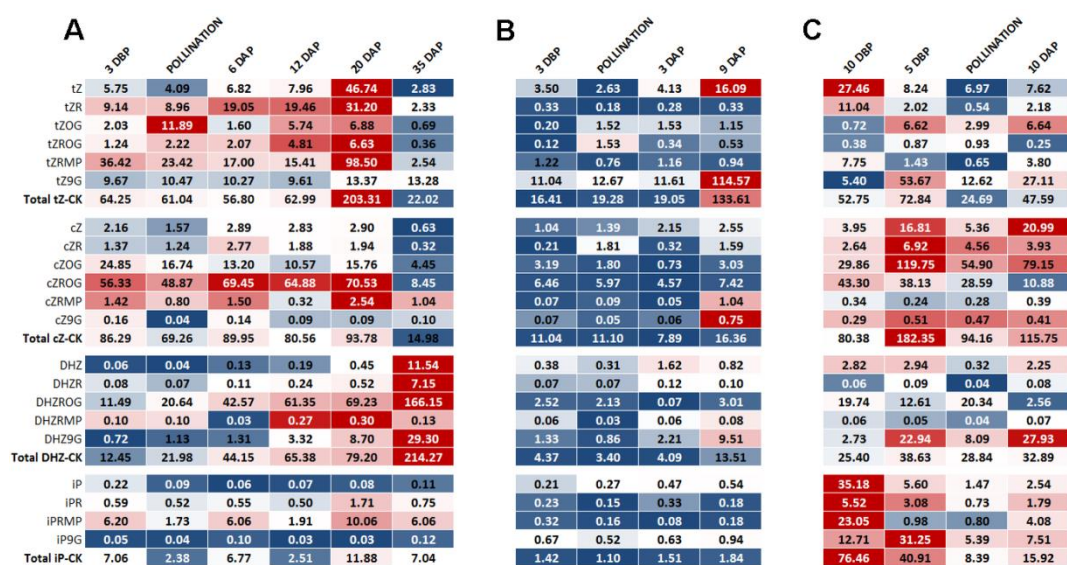 A B C
3 DBP POLLINATION 6 DAP 12 DAP 20 DAP 35 DAP 3 DBP POLLINATION 3 DAP 9 DAP 10 DBP 5 DBP POLLINATION 10 DAP
tZ 5.75 4.09 6.82 7.96 46.74 2.83 3.50 2.63 4.13 16.09 27.46 8.24 6.97 7.62
tZR 9.14 8.96 19.05 19.46 31.20 2.33 0.33 0.18 0.28 0.33 11.04 2.02 0.54 2.18
tZOG 2.03 11.89 1.60 5.74 6.88 0.69 0.20 1.52 1.53 1.15 0.72 6.62 2.99 6.64
tZROG 1.24 2.22 2.07 4.81 6.63 0.36 0.12 1.53 0.34 0.53 0.38 0.87 0.93 0.25
tZRMP 36.42 23.42 17.00 15.41 98.50 2.54 1.22 0.76 1.16 0.94 7.75 1.43 0.65 3.80
tZ9G 9.67 10.47 10.27 9.61 13.37 13.28 11.04 12.67 11.61 114.57 5.40 53.67 12.62 27.11
Total tZ-CK 64.25 61.04 56.80 62.99 203.31 22.02 16.41 19.28 19.05 133.61 52.75 72.84 24.69 47.59
cZ 2.16 1.57 2.89 2.83 2.90 0.63 1.04 1.39 2.15 2.55 3.95 16.81 5.36 20.99
cZR 1.37 1.24 2.77 1.88 1.94 0.32 0.21 1.81 0.32 1.59 2.64 6.92 4.56 3.93
cZOG 24.85 16.74 13.20 10.57 15.76 4.45 3.19 1.80 0.73 3.03 29.86 119.75 54.90 79.15
cZROG 56.33 48.87 69.45 64.88 70.53 8.45 6.46 5.97 4.57 7.42 43.30 38.13 28.59 10.88
cZRMP 1.42 0.80 1.50 0.32 2.54 1.04 0.07 0.09 0.05 1.04 0.34 0.24 0.28 0.39
cZ9G 0.16 0.04 0.14 0.09 0.09 0.10 0.07 0.05 0.06 0.75 0.29 0.51 0.47 0.41
Total cZ-CK 86.29 69.26 89.95 80.56 93.78 14.98 11.04 11.10 7.89 16.36 80.38 182.35 94.16 115.75
DHZ 0.06 0.04 0.13 0.19 0.45 11.54 0.38 0.31 1.62 0.82 2.82 2.94 0.32 2.25
DHZR 0.08 0.07 0.11 0.24 0.52 7.15 0.07 0.07 0.12 0.10 0.06 0.09 0.04 0.08
DHZROG 11.49 20.64 42.57 61.35 69.23 166.15 2.52 2.13 0.07 3.01 19.74 12.61 20.34 2.56
DHZRMP 0.10 0.10 0.03 0.27 0.30 0.13 0.06 0.03 0.06 0.08 0.06 0.05 0.04 0.07
DHZ9G 0.72 1.13 1.31 3.32 8.70 29.30 1.33 0.86 2.21 9.51 2.73 22.94 8.09 27.93
Total DHZ-CK 12.45 21.98 44.15 65.38 79.20 214.27 4.37 3.40 4.09 13.51 25.40 38.63 28.84 32.89
iP 0.22 0.09 0.06 0.07 0.08 0.11 0.21 0.27 0.47 0.54 35.18 5.60 1.47 2.54
iPR 0.59 0.52 0.55 0.50 1.71 0.75 0.23 0.15 0.33 0.18 5.52 3.08 0.73 1.79
iPRMP 6.20 1.73 6.06 1.91 10.06 6.06 0.32 0.16 0.08 0.18 23.05 0.98 0.80 4.08
iP9G 0.05 0.04 0.10 0.03 0.03 0.12 0.67 0.52 0.63 0.94 12.71 31.25 5.39 7.51
Total iP-CK 7.06 2.38 6.77 2.51 11.88 7.04 1.42 1.10 1.51 1.84 76.46 40.91 8.39 15.92